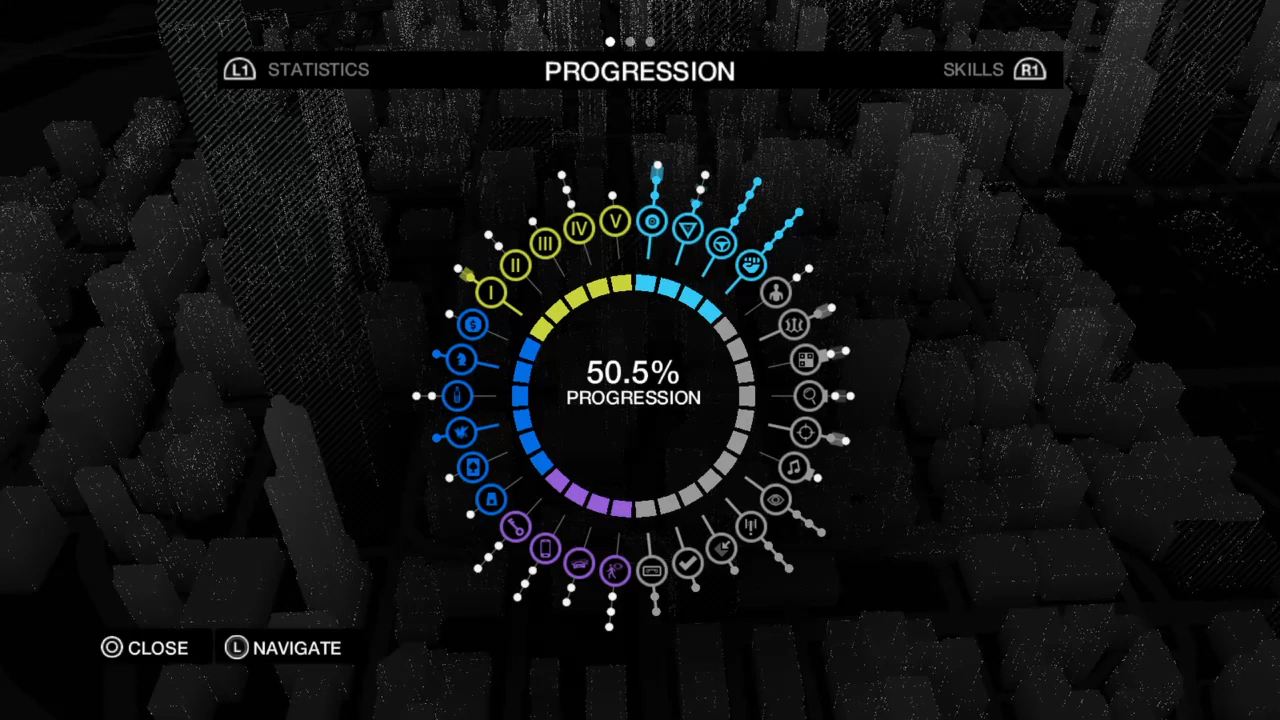 L1 STATISTICS
PROGRESSION
SKILLS R1
I
II
III
IV
V
$
50.5%
PROGRESSION
CLOSE
L NAVIGATE